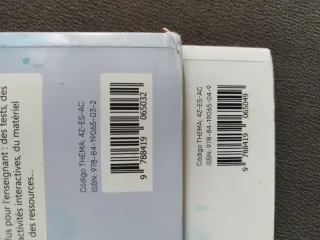 plus pour l'enseignant : des tests, des
activités interactives, du matériel
des ressources...
Código THEMA: 4Z-ES-AC
ISBN: 978-84-19065-03-2
9 788419 065032
Código THEMA: 4Z-ES-AC
ISBN: 978-84-19065-04-9
9 788419 065049